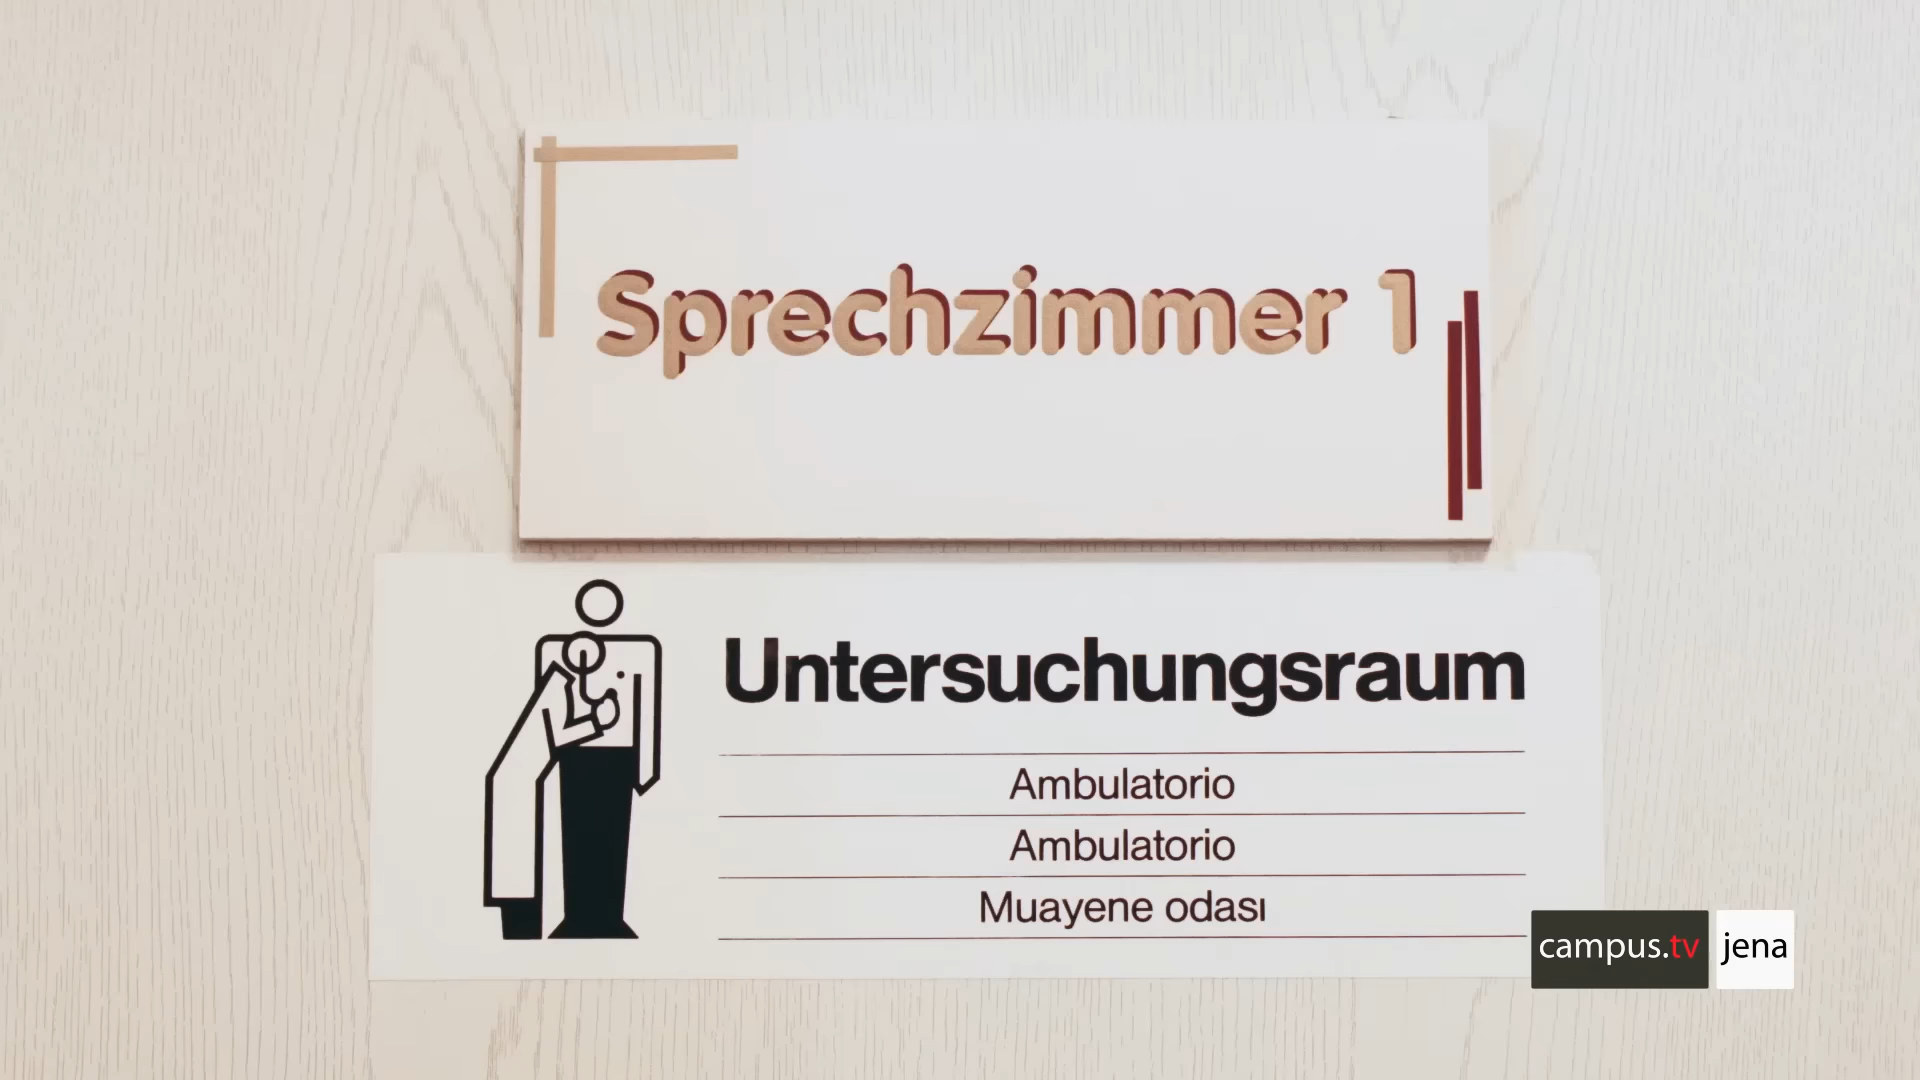 Sprechzimmer 1
Untersuchungsraum
Ambulatorio
Ambulatorio
Muayene odası
campus.tv jena